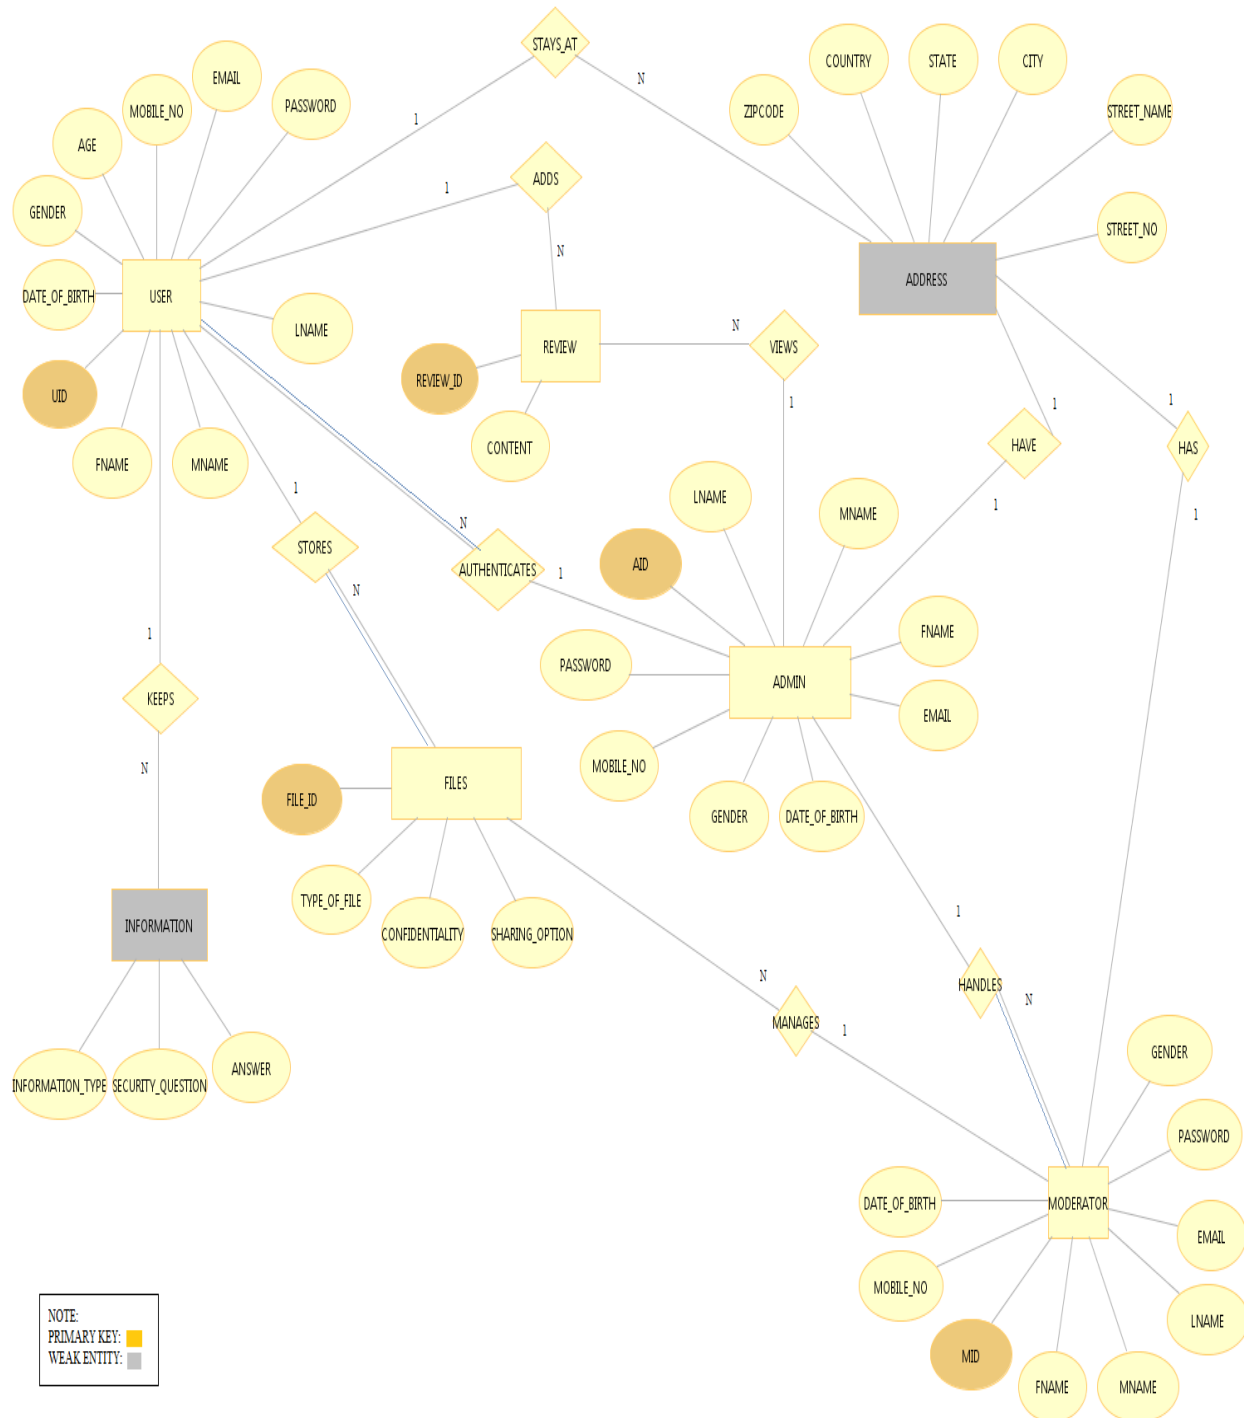 STAYS_AT
COUNTRY
STATE
CITY
EMAIL
N
PASSWORD
MOBILE_NO
ZIPCODE
STREET_NAME
1
AGE
ADDS
1
GENDER
STREET_NO
N
ADDRESS
DATE_OF_BIRTH
USER
LNAME
N
REVIEW
VIEWS
REVIEW_ID
UID
1
1
1
CONTENT
HAVE
HAS
FNAME
MNAME
LNAME
1
MNAME
1
1
N
STORES
AID
AUTHENTICATES
1
N
FNAME
1
PASSWORD
ADMIN
KEEPS
EMAIL
N
MOBILE_NO
FILES
FILE_ID
GENDER
DATE_OF_BIRTH
TYPE_OF_FILE
1
INFORMATION
CONFIDENTIALITY
SHARING_OPTION
N
HANDLES
N
MANAGES
1
GENDER
ANSWER
INFORMATION_TYPE
SECURITY_QUESTION
PASSWORD
DATE_OF_BIRTH
MODERATOR
EMAIL
MOBILE_NO
NOTE:
LNAME
PRIMARY KEY:
WEAK ENTITY:
MID
FNAME
MNAME